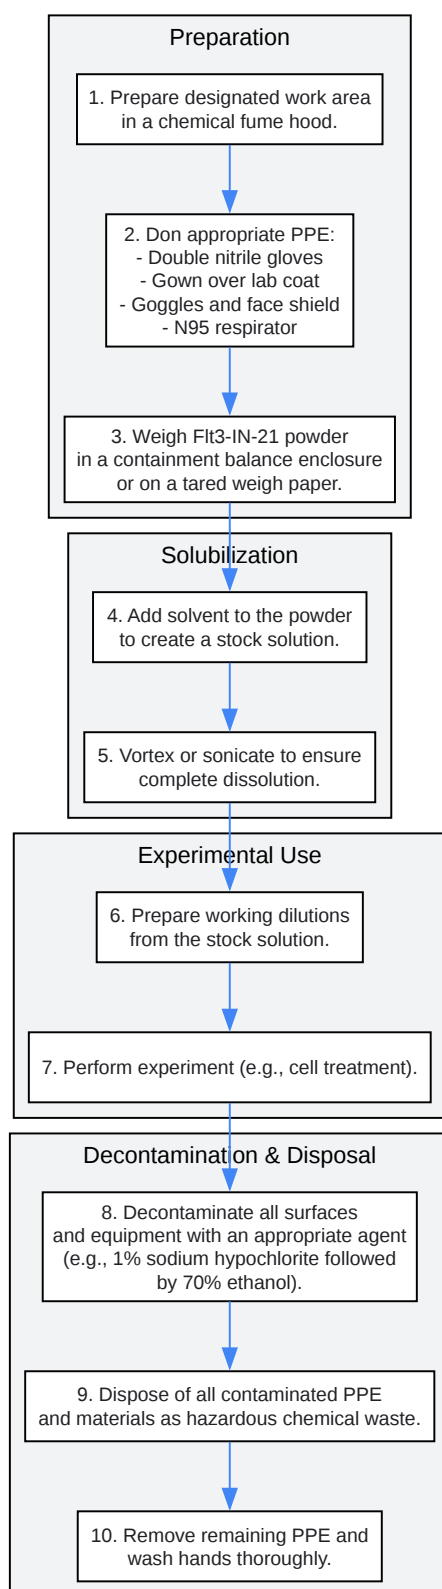 Preparation
1. Prepare designated work area
in a chemical fume hood.
2. Don appropriate PPE:
- Double nitrile gloves
- Gown over lab coat
- Goggles and face shield
- N95 respirator
3. Weigh Flt3-IN-21 powder
in a containment balance enclosure
or on a tared weigh paper.
Solubilization
4. Add solvent to the powder
to create a stock solution.
5. Vortex or sonicate to ensure
complete dissolution.
Experimental Use
6. Prepare working dilutions
from the stock solution.
7. Perform experiment (e.g., cell treatment).
Decontamination & Disposal
8. Decontaminate all surfaces
and equipment with an appropriate agent
(e.g., 1% sodium hypochlorite followed
by 70% ethanol).
9. Dispose of all contaminated PPE
and materials as hazardous chemical waste.
10. Remove remaining PPE and
wash hands thoroughly.